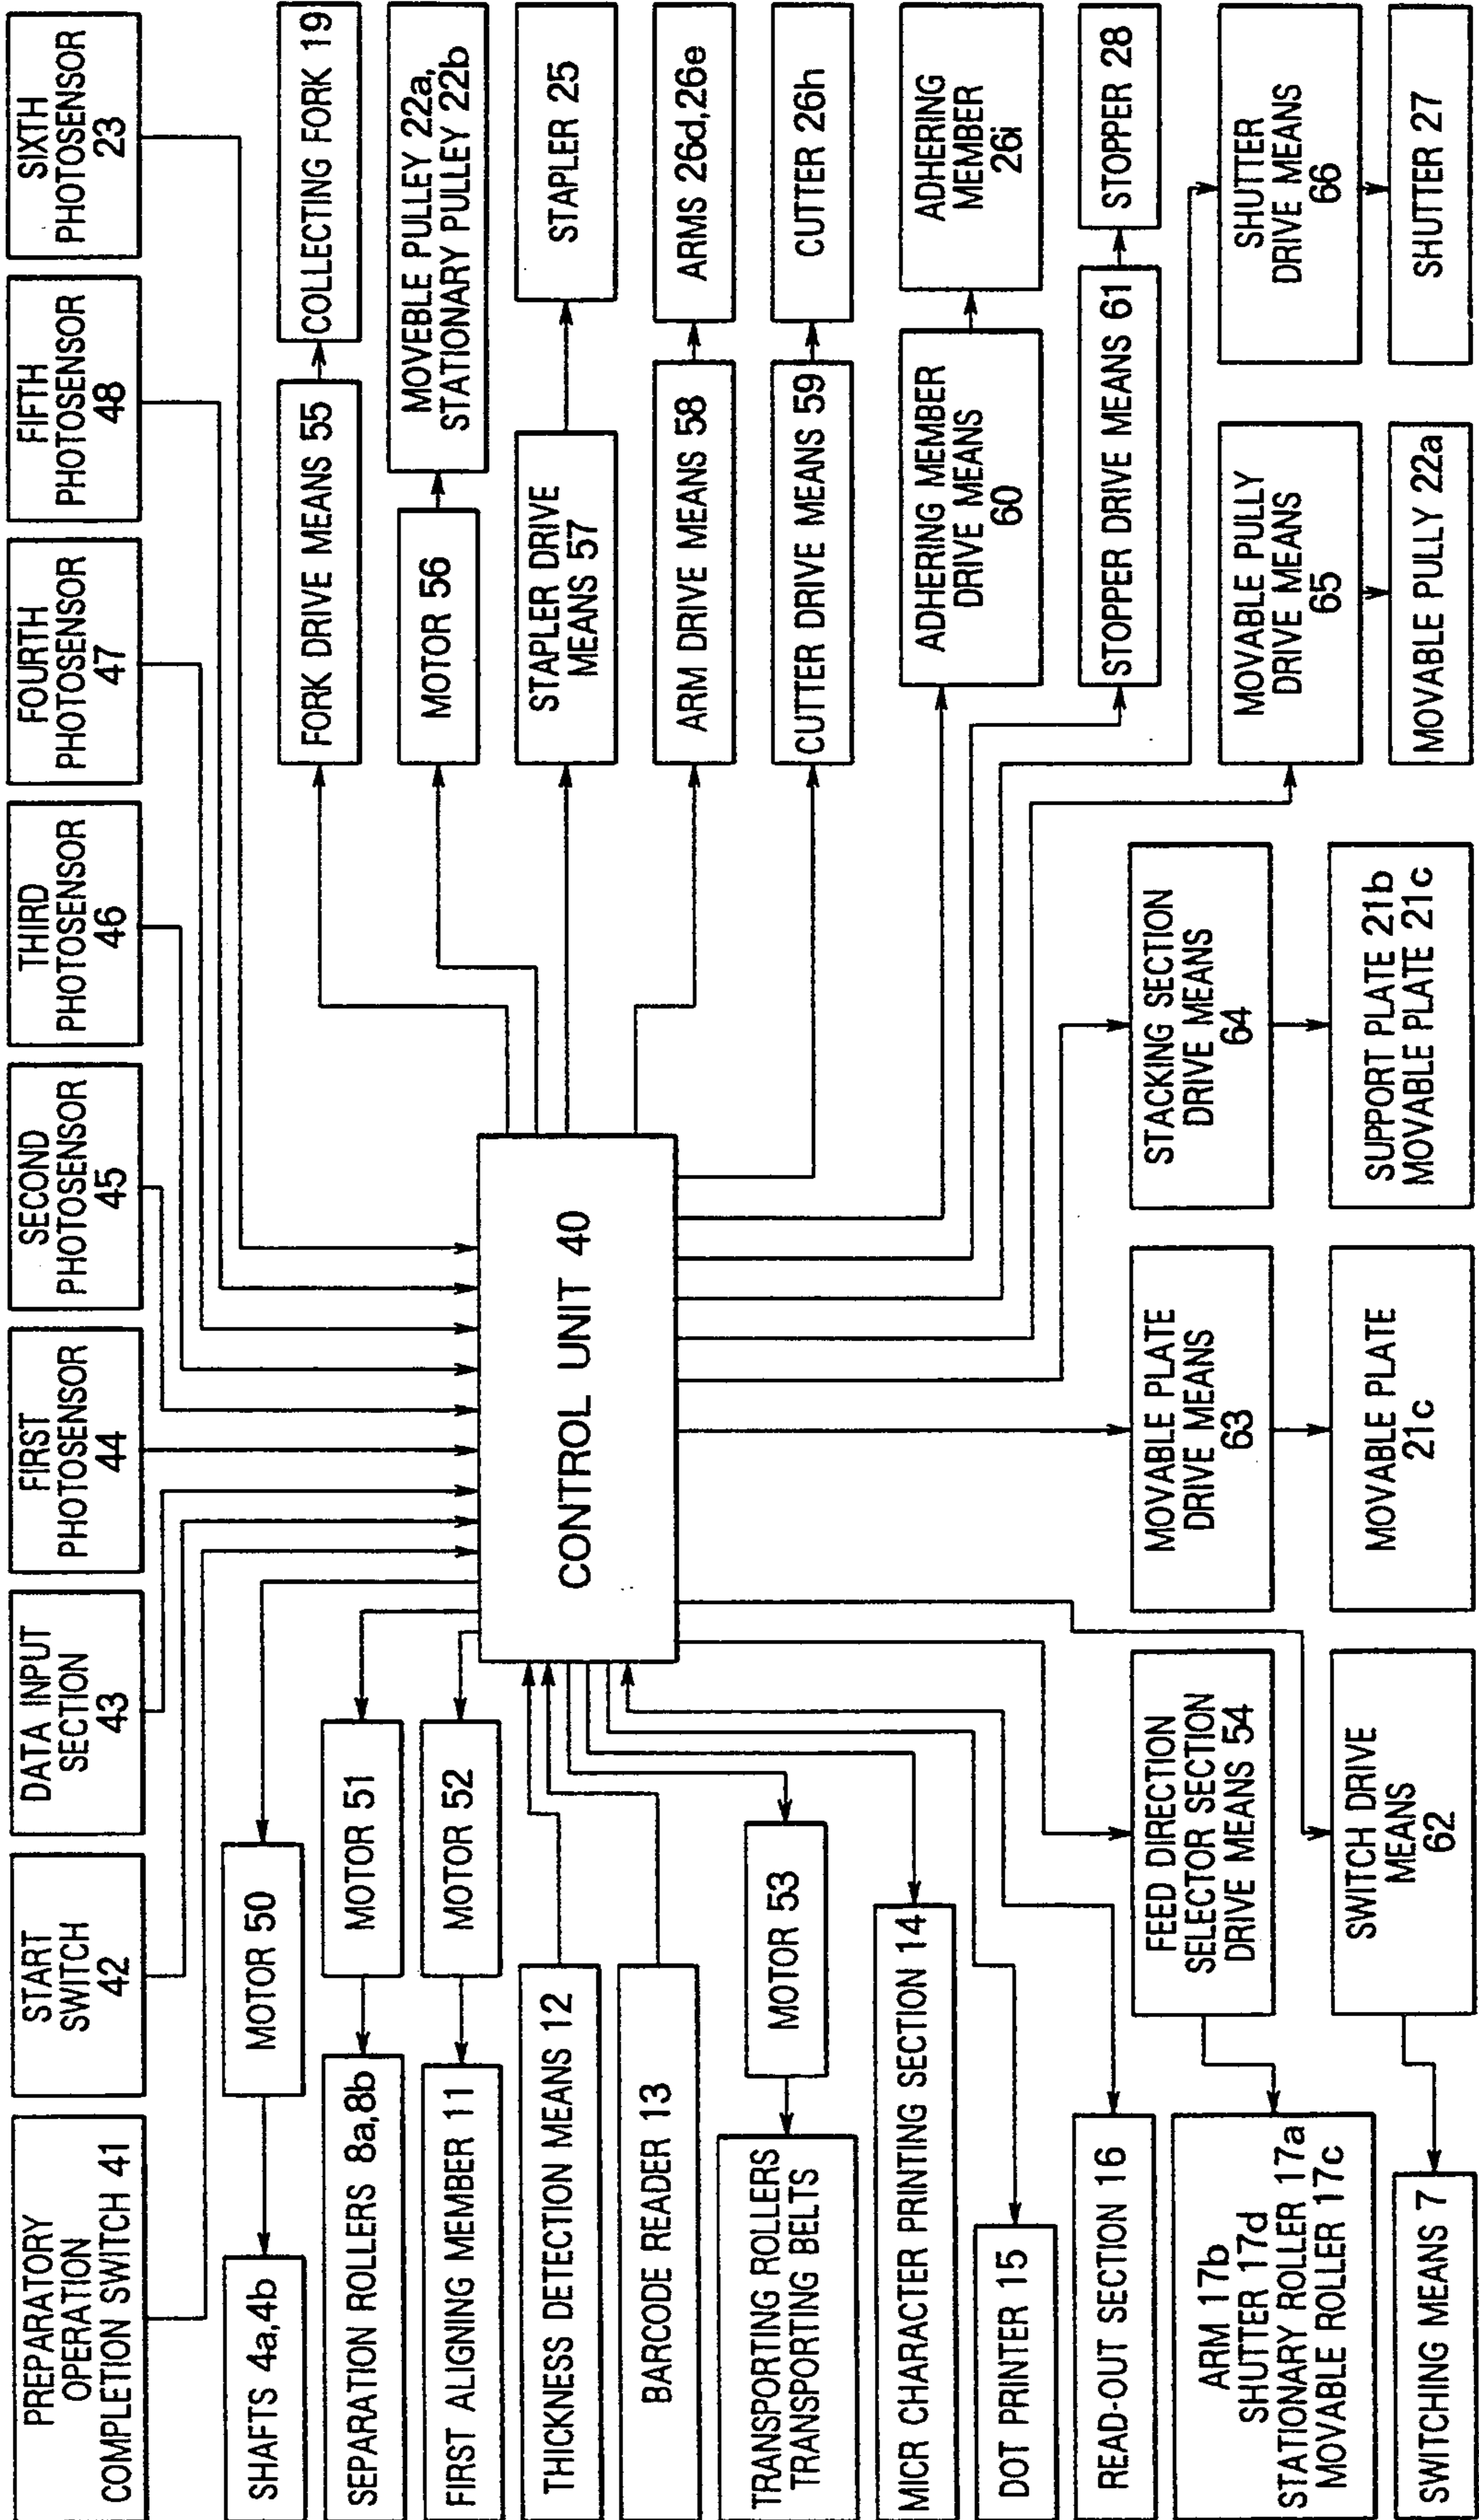 PREPARATORY
OPERATION
COMPLETION SWITCH 41
START
SWITCH
42
DATA INPUT
SECTION
43
FIRST
PHOTOSENSOR
44
SECOND
PHOTOSENSOR
45
THIRD
PHOTOSENSOR
46
FOURTH
PHOTOSENSOR
47
FIFTH
PHOTOSENSOR
48
SIXTH
PHOTOSENSOR
23
SHAFTS 4a,4b
MOTOR 50
SEPARATION ROLLERS 8a,8b
MOTOR 51
FIRST ALIGNING MEMBER 11
MOTOR 52
THICKNESS DETECTION MEANS 12
BARCODE READER 13
TRANSPORTING ROLLERS
TRANSPORTING BELTS
MOTOR 53
MICR CHARACTER PRINTING SECTION 14
DOT PRINTER 15
READ-OUT SECTION 16
ARM 17b
SHUTTER 17d
STATIONARY ROLLER 17a
MOVABLE ROLLER 17c
FEED DIRECTION
SELECTOR SECTION
DRIVE MEANS 54
SWITCHING MEANS 7
SWITCH DRIVE
MEANS
62
CONTROL UNIT 40
MOVABLE PLATE
DRIVE MEANS
63
MOVABLE PLATE
21c
STACKING SECTION
DRIVE MEANS
64
SUPPORT PLATE 21b
MOVABLE PLATE 21c
FORK DRIVE MEANS 55
COLLECTING FORK 19
MOTOR 56
MOVEBLE PULLEY 22a,
STATIONARY PULLEY 22b
STAPLER DRIVE
MEANS 57
STAPLER 25
ARM DRIVE MEANS 58
ARMS 26d,26e
CUTTER DRIVE MEANS 59
CUTTER 26h
ADHERING MEMBER
DRIVE MEANS
60
ADHERING
MEMBER
26i
STOPPER DRIVE MEANS 61
STOPPER 28
MOVABLE PULLY
DRIVE MEANS
65
MOVABLE PULLY 22a
SHUTTER
DRIVE MEANS
66
SHUTTER 27